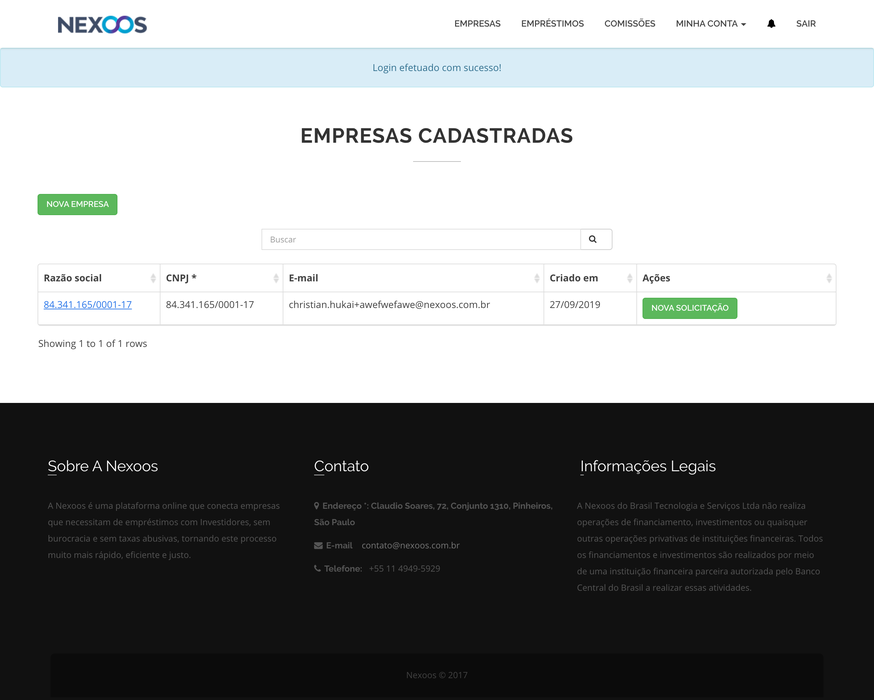 NEXOOS
EMPRESAS EMPRÉSTIMOS COMISSÕES MINHA CONTA SAIR
Login efetuado com sucesso!
EMPRESAS CADASTRADAS
NOVA EMPRESA
Buscar
Razão social CNPJ * E-mail Criado em Ações
84.341.165/0001-17 84.341.165/0001-17 christian.hukai+awefwefawe@nexoos.com.br 27/09/2019 NOVA SOLICITAÇÃO
Showing 1 to 1 of 1 rows
Sobre A Nexoos
A Nexoos é uma plataforma online que conecta empresas
que necessitam de empréstimos com Investidores, sem
burocracia e sem taxas abusivas, tornando este processo
muito mais rápido, eficiente e justo.
Contato
Endereço ": Claudio Soares, 72, Conjunto 1310, Pinheiros,
São Paulo
E-mail contato@nexoos.com.br
Telefone: +55 11 4949-5929
Informações Legais
A Nexoos do Brasil Tecnologia e Serviços Ltda não realiza
operações de financiamento, investimentos ou quaisquer
outras operações privativas de instituições financeiras. Todos
os financiamentos e investimentos são realizados por meio
de uma instituição financeira parceira autorizada pelo Banco
Central do Brasil a realizar essas atividades.
Nexoos © 2017